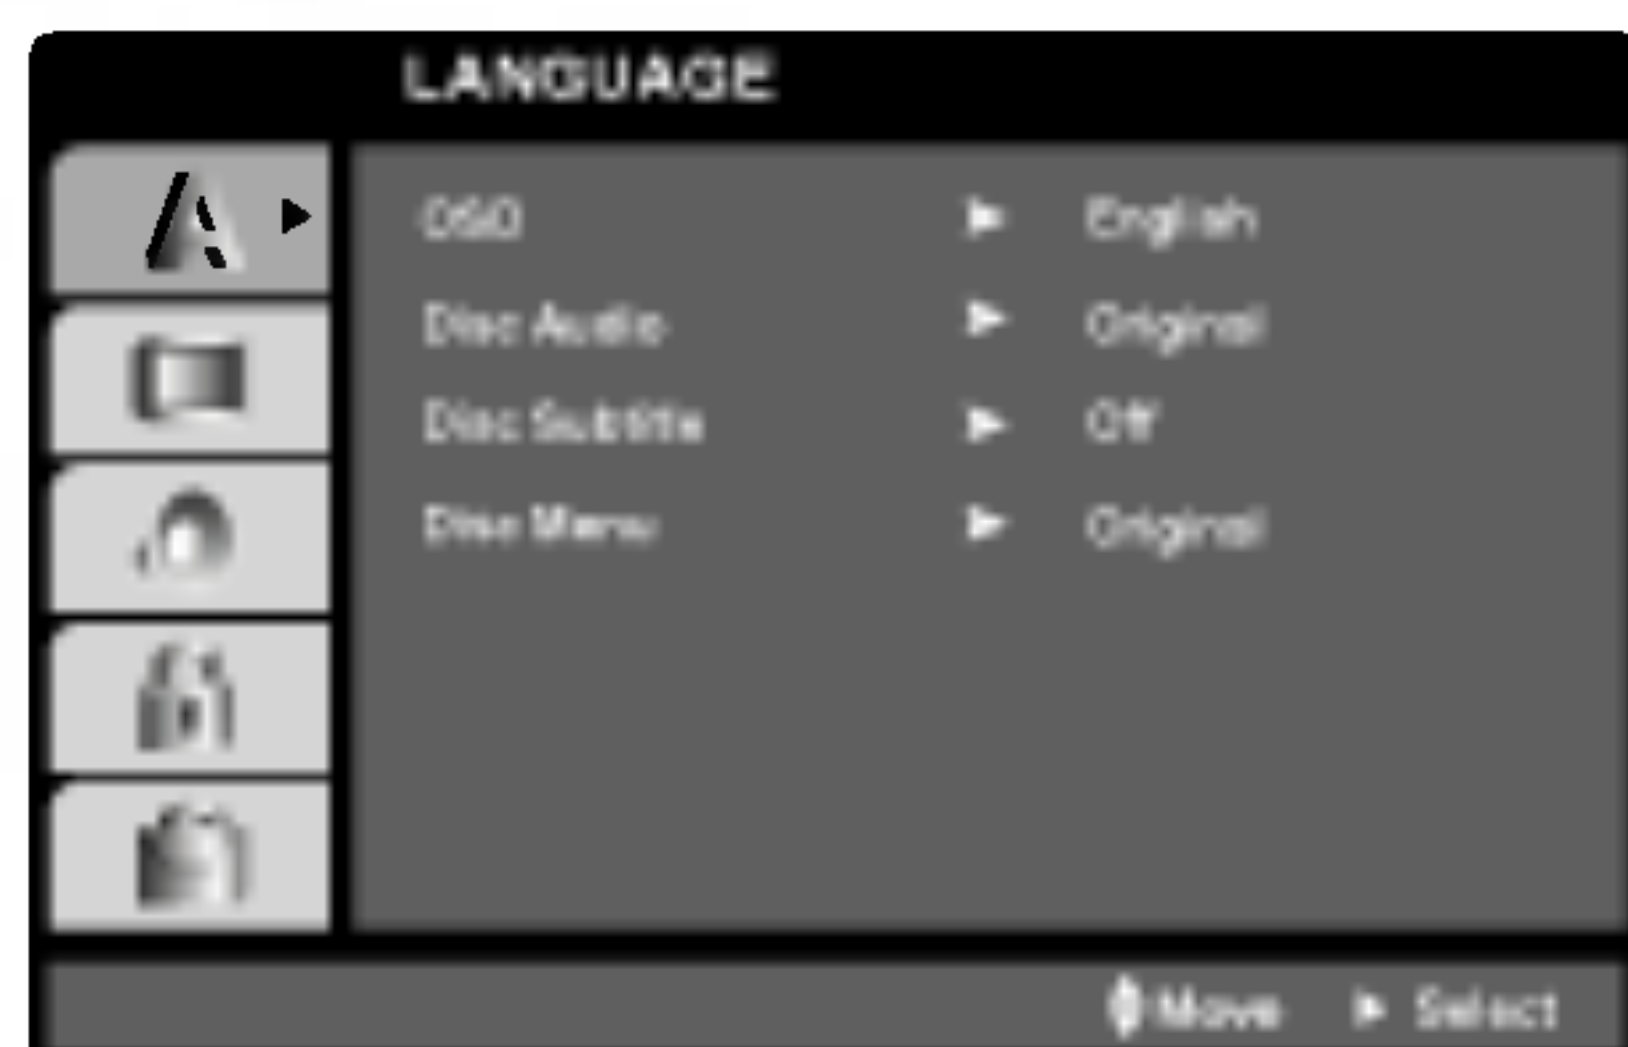 LANGUAGE
OSD ► English
Disc Audio ► Original
Disc Subtitle ► Off
Disc Menu ► Original
Move ► Select